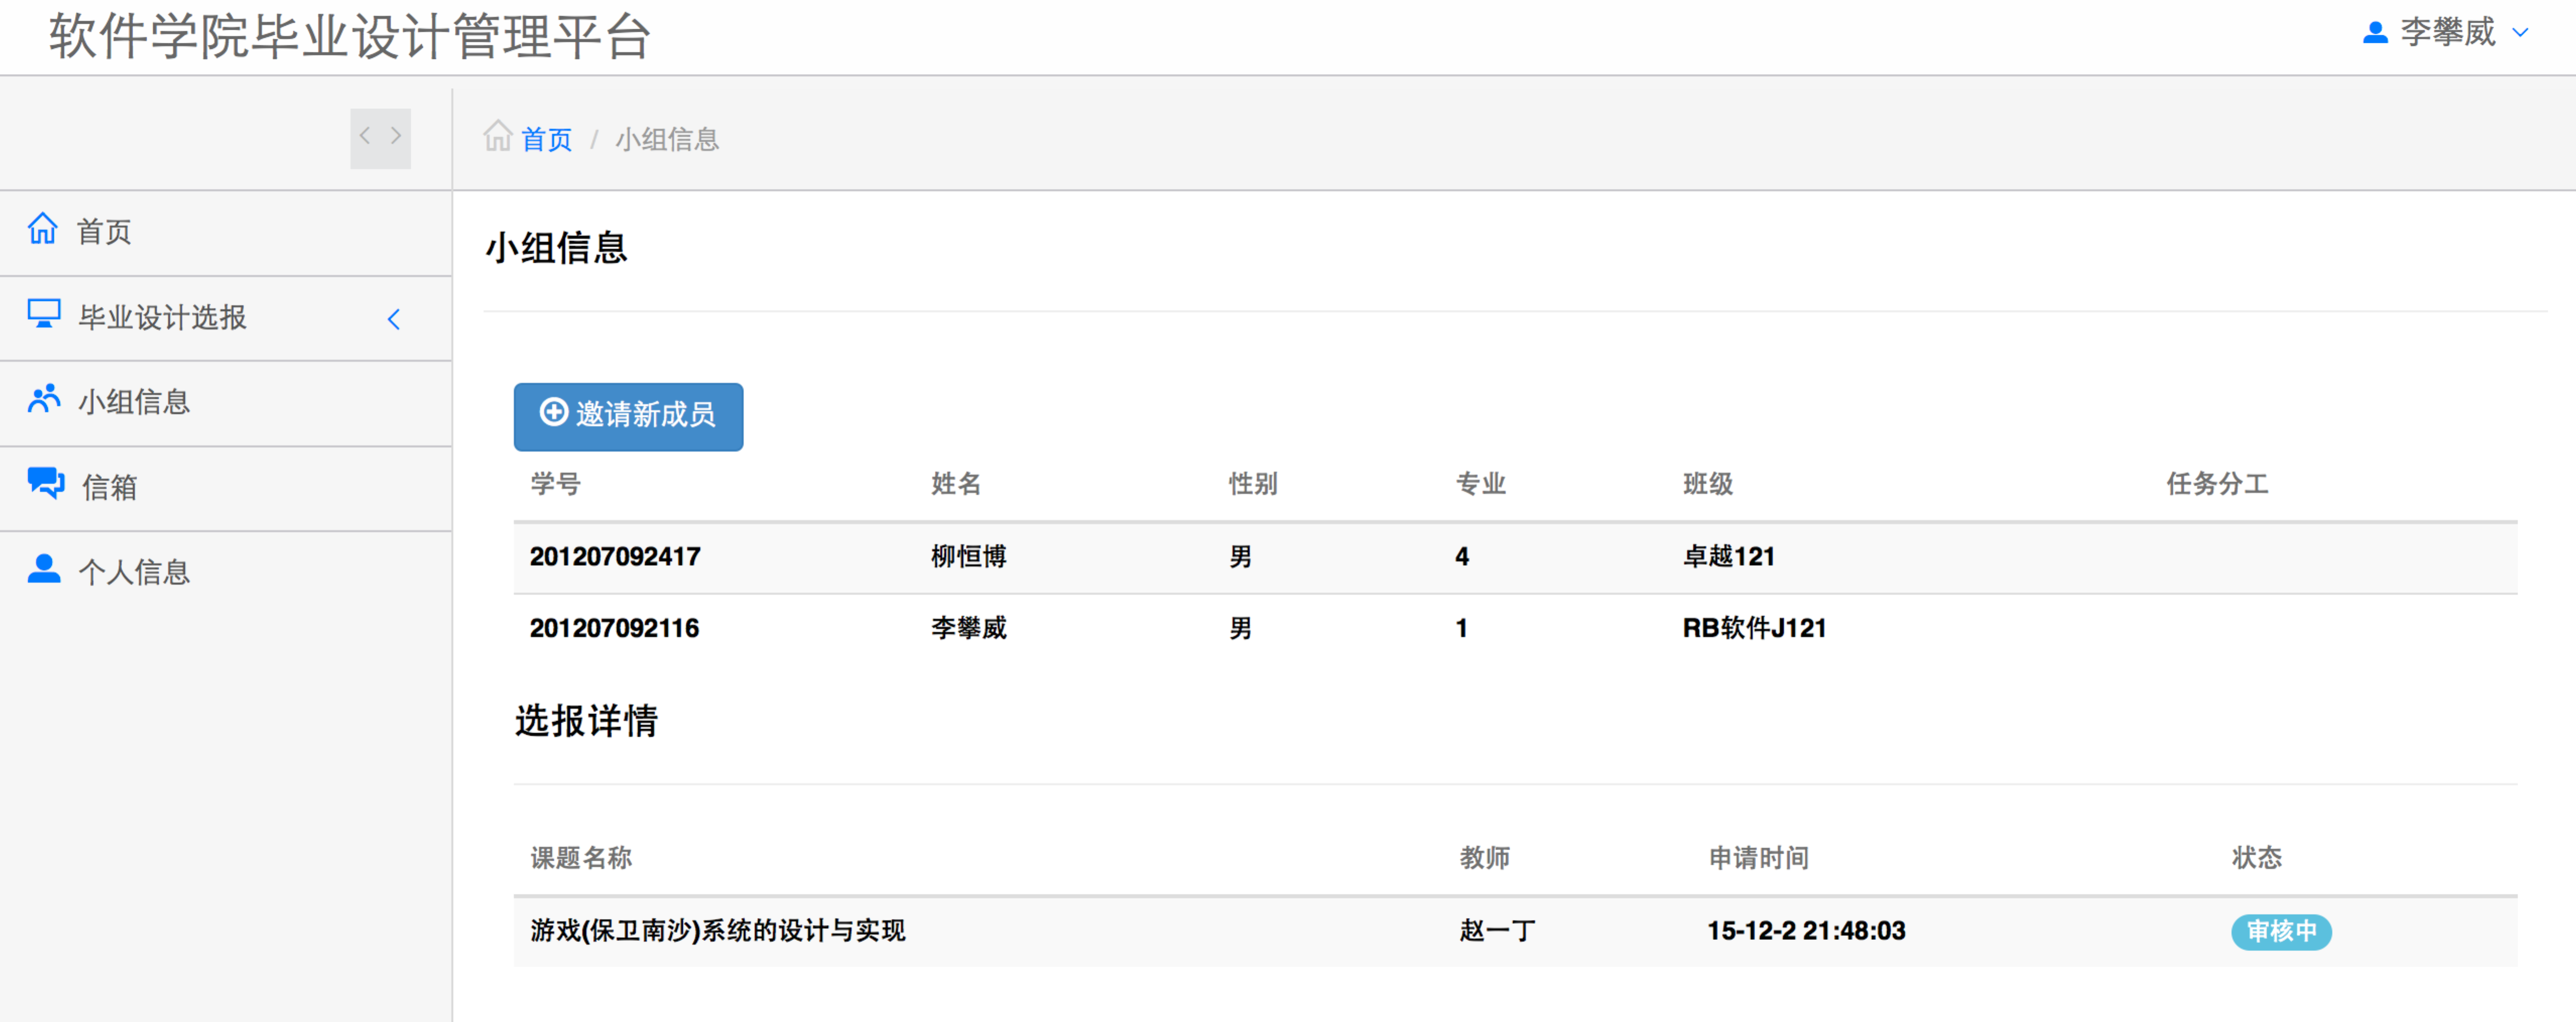 软件学院毕业设计管理平台
李攀威
首页 / 小组信息
首页
毕业设计选报
小组信息
信箱
个人信息
小组信息
邀请新成员
学号 姓名 性别 专业 班级 任务分工
201207092417 柳恒博 男 4 卓越121
201207092116 李攀威 男 1 RB软件J121
选报详情
课题名称 教师 申请时间 状态
游戏(保卫南沙)系统的设计与实现 赵一丁 15-12-2 21:48:03 审核中